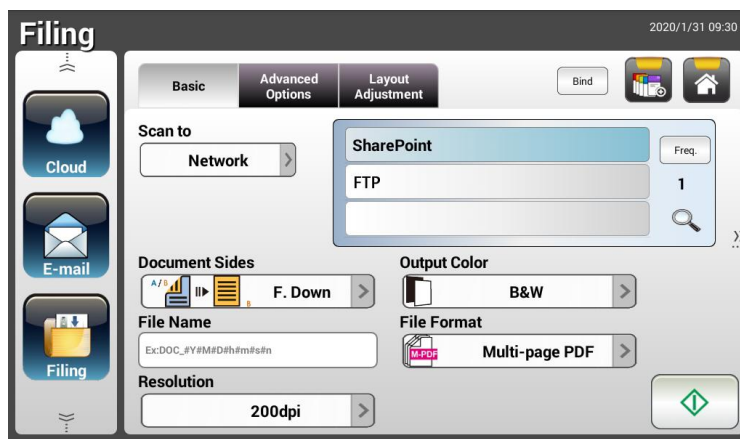 Filing
2020/1/31 09:30
Basic
Advanced
Options
Layout
Adjustment
Bind
Cloud
E-mail
Filing
Scan to
Network
SharePoint
FTP
Freq.
1
Document Sides
A/B
B
F. Down
Output Color
B&W
File Name
Ex:DOC_#Y#M#D#h#m#s#n
File Format
M-PDF
Multi-page PDF
Resolution
200dpi